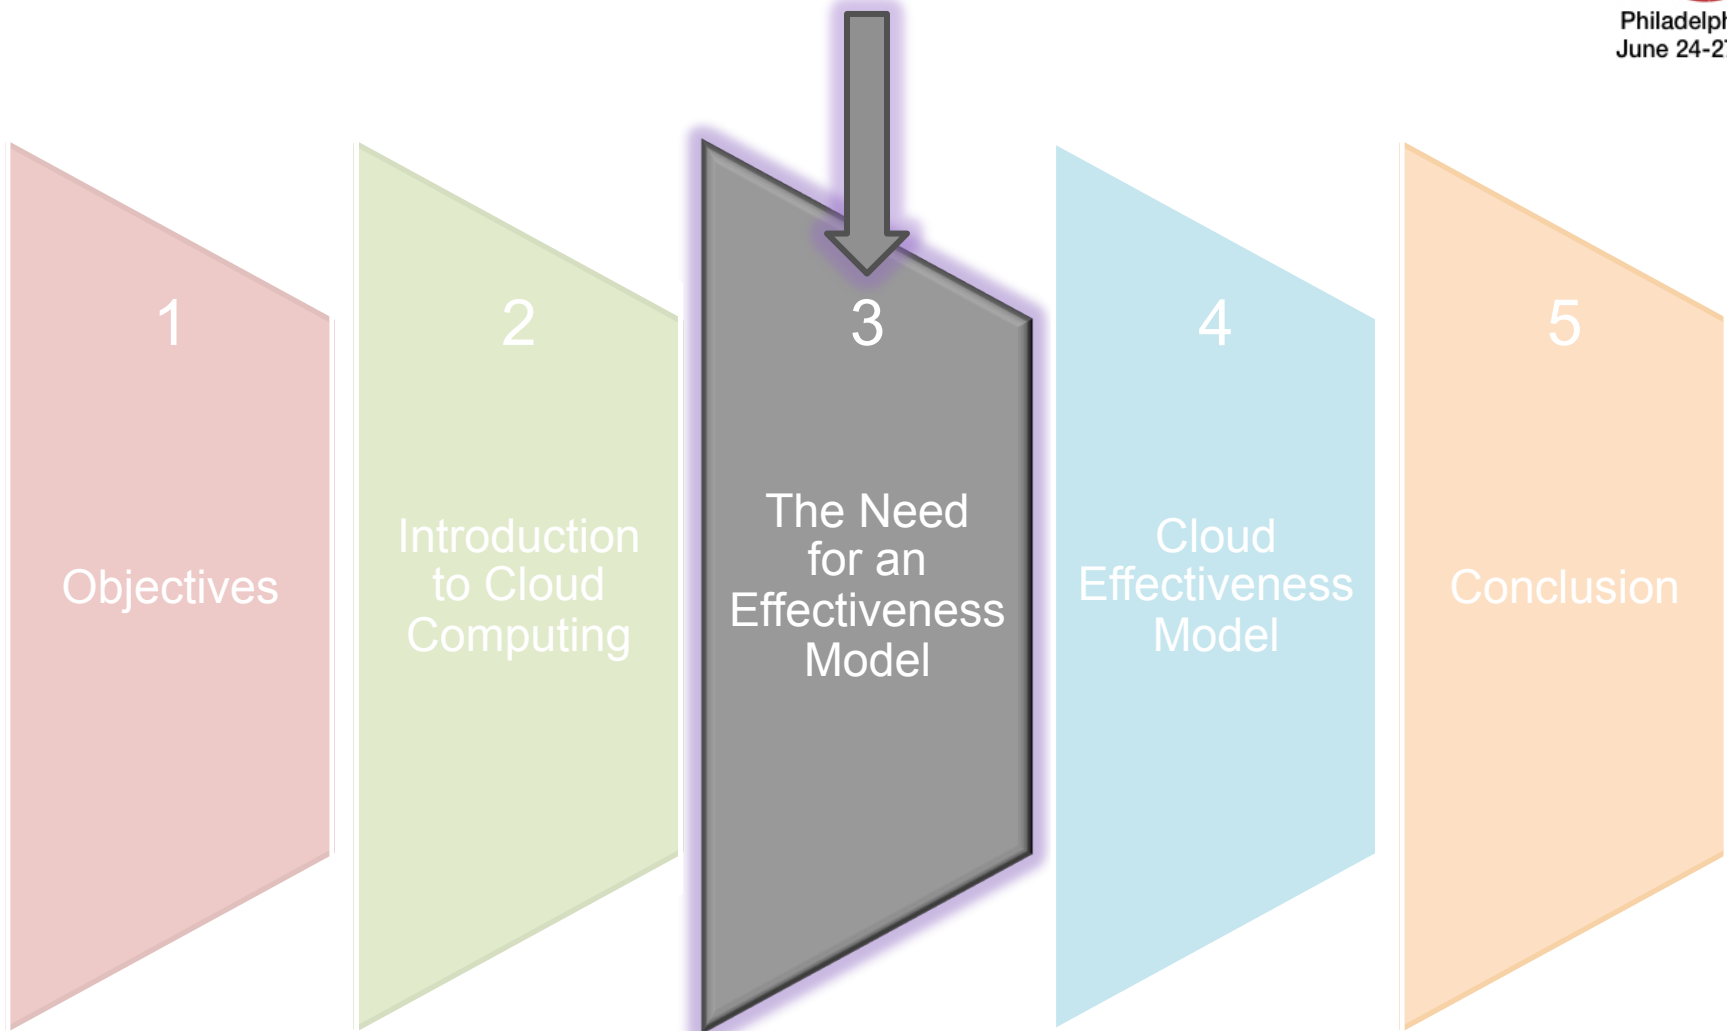 June 24-2
1
2
3
4
5
Objectives
Introduction
to Cloud
Computing
The Need
for an
Effectiveness
Model
Cloud
Effectiveness
Model
Conclusion